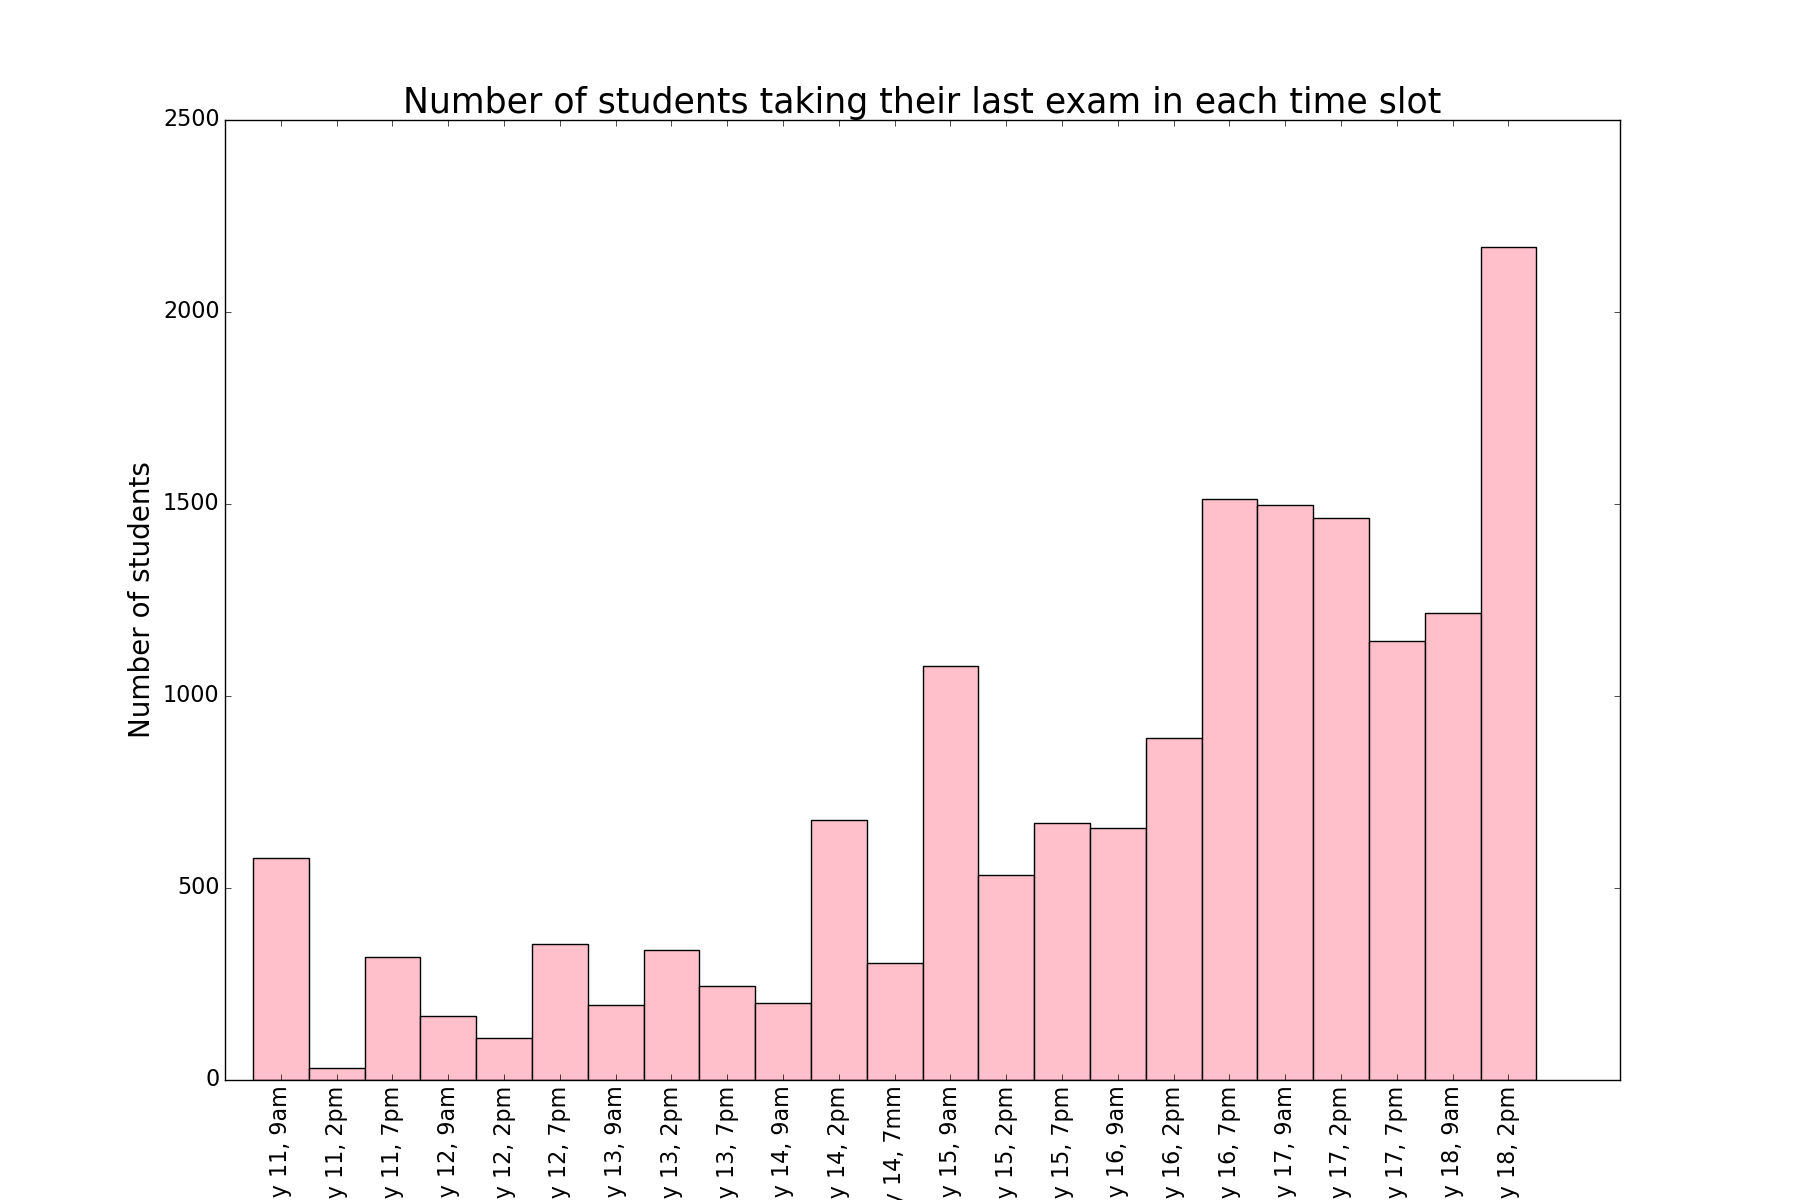 Number of students taking their last exam in each time slot
Number of students
2500
2000
1500
1000
500
0
y 11, 9am
y 11, 2pm
y 11, 7pm
y 12, 9am
y 12, 2pm
y 12, 7pm
y 13, 9am
y 13, 2pm
y 13, 7pm
y 14, 9am
y 14, 2pm
y 14, 7mm
y 15, 9am
y 15, 2pm
y 15, 7pm
y 16, 9am
y 16, 2pm
y 16, 7pm
y 17, 9am
y 17, 2pm
y 17, 7pm
y 18, 9am
y 18, 2pm